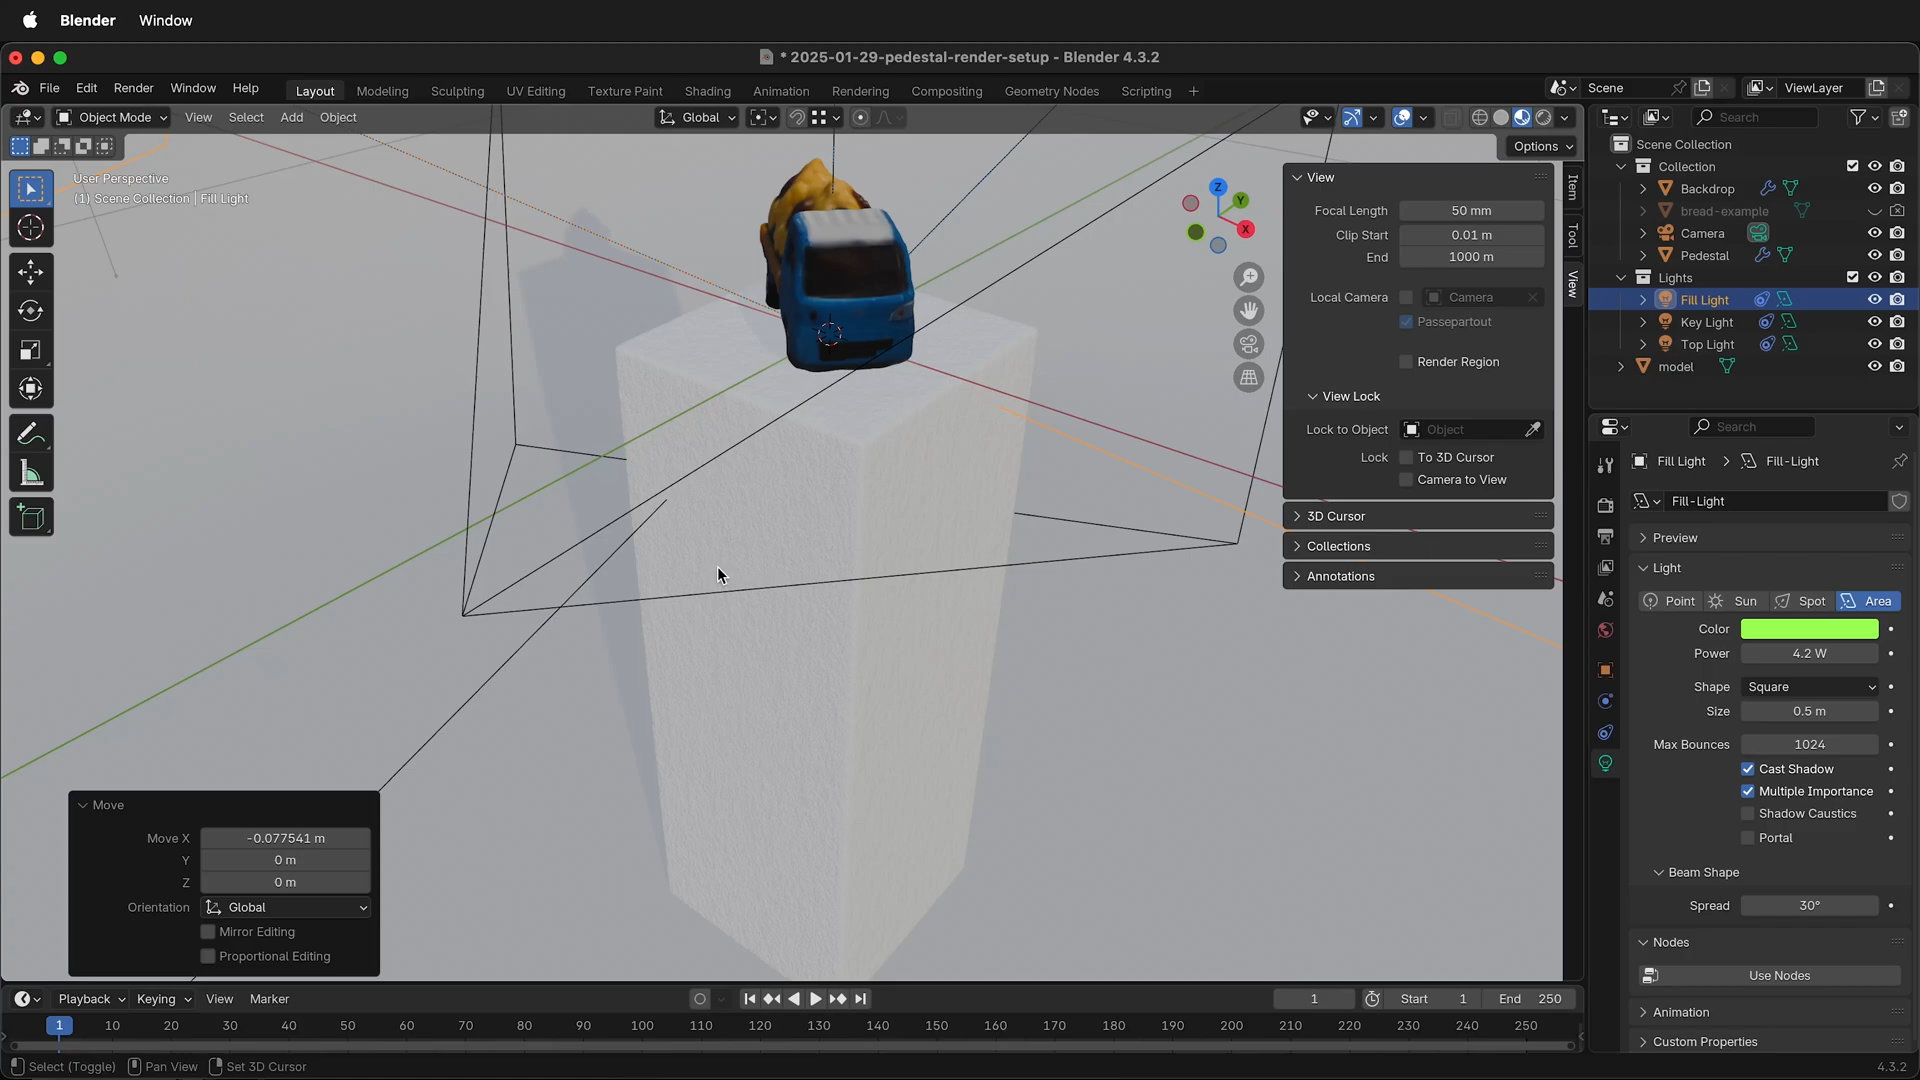 Blender Window
* 2025-01-29-pedestal-render-setup - Blender 4.3.2
File Edit Render Window Help Layout Modeling Sculpting UV Editing Texture Paint Shading Animation Rendering Compositing Geometry Nodes Scripting + Scene ViewLayer
Object Mode View Select Add Object Global Search
Options
User Perspective
(1) Scene Collection | Fill Light
Z
Y
X
View
Focal Length 50 mm
Clip Start 0.01 m
End 1000 m
Local Camera Camera
Passepartout
Render Region
View Lock
Lock to Object Object
Lock To 3D Cursor
Camera to View
3D Cursor
Collections
Annotations
Item
Tool
View
Scene Collection
Collection
Backdrop
bread-example
Camera
Pedestal
Lights
Fill Light
Key Light
Top Light
model
Search
Fill Light Fill-Light
Fill-Light
Preview
Light
Point Sun Spot Area
Color
Power 4.2 W
Shape Square
Size 0.5 m
Max Bounces 1024
Cast Shadow
Multiple Importance
Shadow Caustics
Portal
Beam Shape
Spread 30°
Nodes
Use Nodes
Animation
Custom Properties
Move
Move X -0.077541 m
Y 0 m
Z 0 m
Orientation Global
Mirror Editing
Proportional Editing
Playback Keying View Marker 1 Start 1 End 250
1 10 20 30 40 50 60 70 80 90 100 110 120 130 140 150 160 170 180 190 200 210 220 230 240 250
Select (Toggle) Pan View Set 3D Cursor 4.3.2